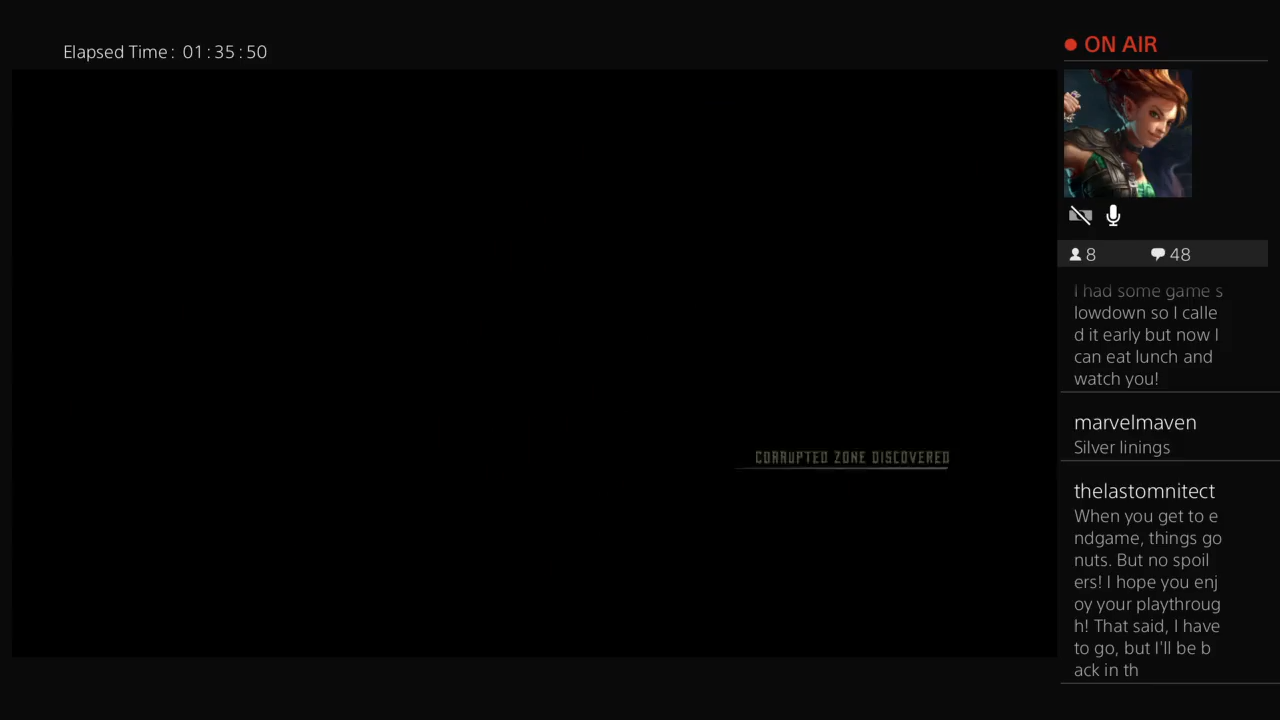 Elapsed Time: 01:35:50
ON AIR
8 48
I had some game s
lowdown so I calle
d it early but now I
can eat lunch and
watch you!
CORRUPTED ZONE DISCOVERED
marvelmaven
Silver linings
thelastomnitect
When you get to e
ndgame, things go
nuts. But no spoil
ers! I hope you enj
oy your playthroug
h! That said, I have
to go, but I'll be b
ack in th